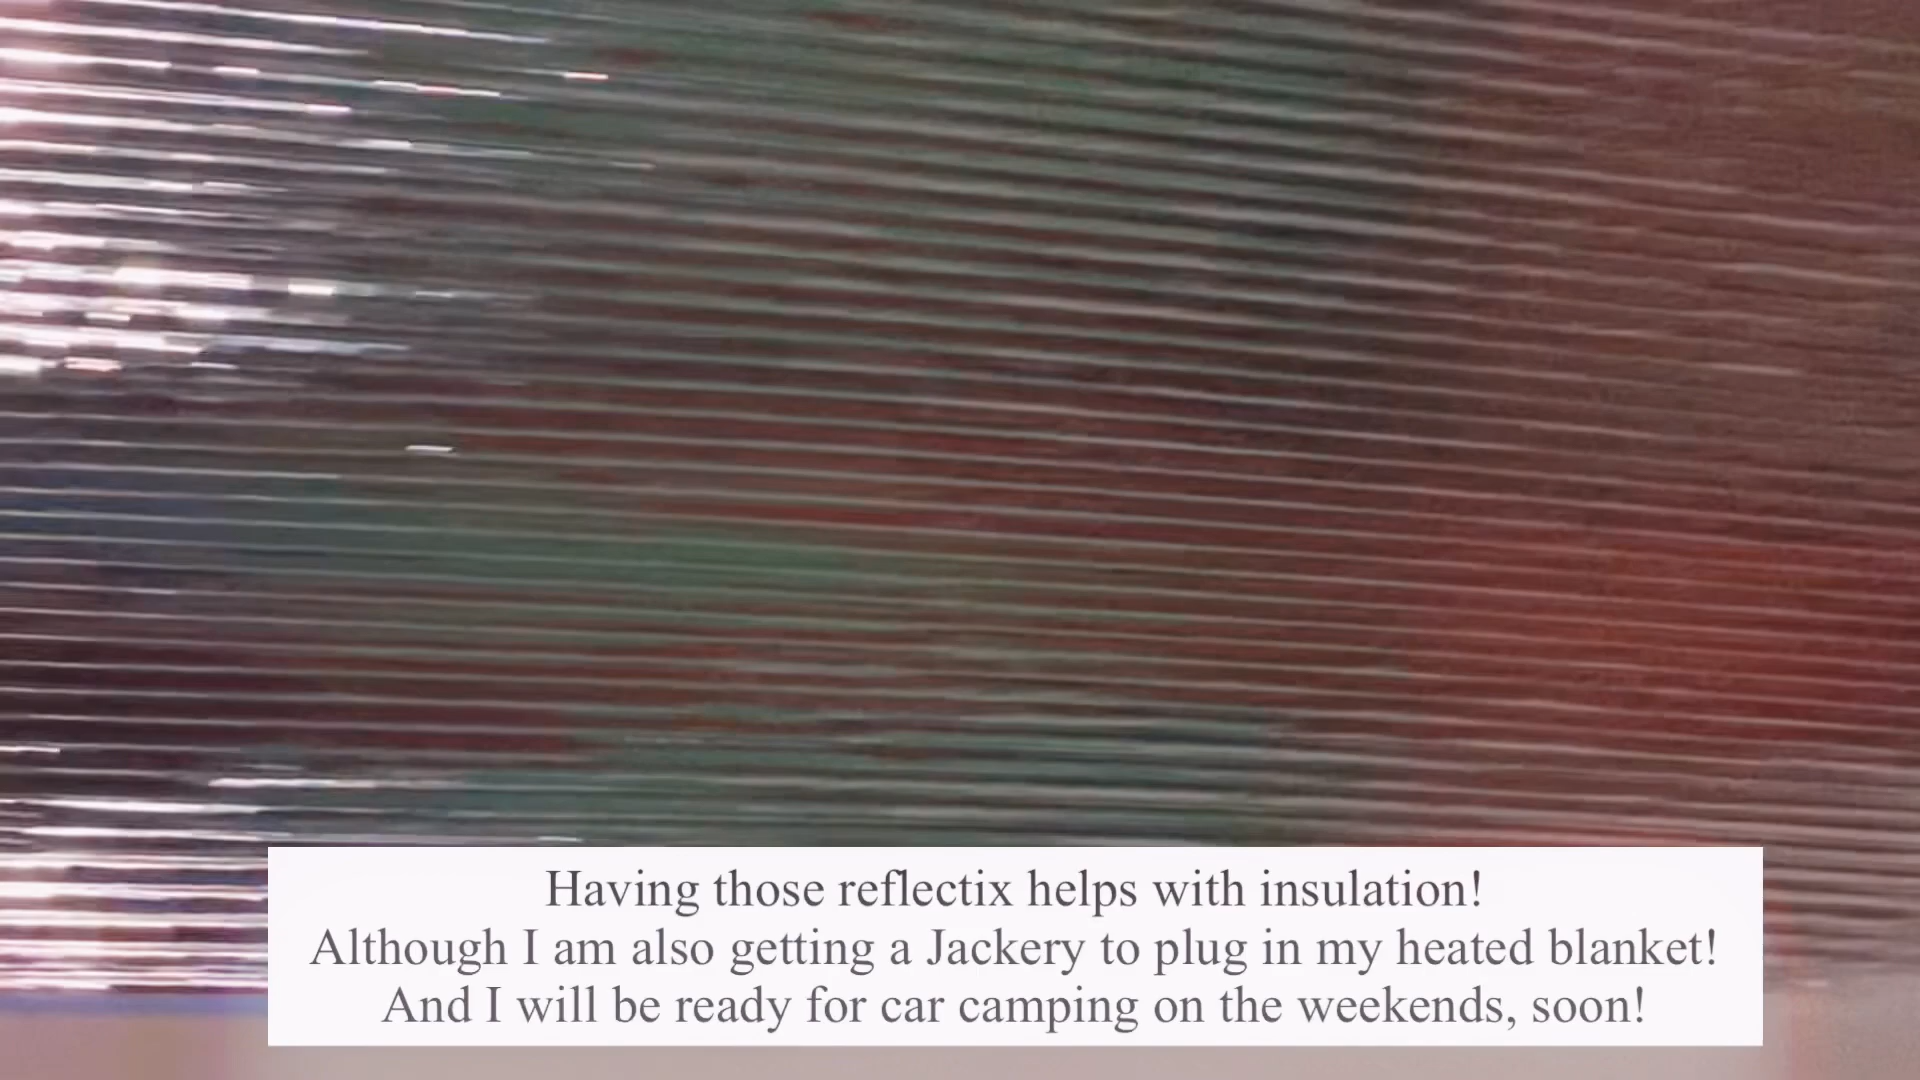 Having those reflectix helps with insulation!
Although I am also getting a Jackery to plug in my heated blanket!
And I will be ready for car camping on the weekends, soon!